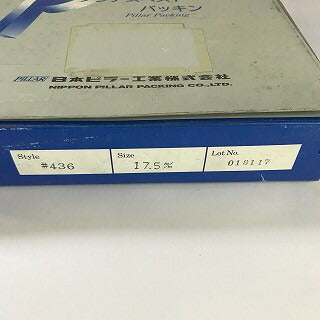 パッキン
Pillar Packing
PILLAR 日本ピラー工業株式会社
NIPPON PILLAR PACKING CO.,LTD.
Style Size Lot No.
#436 17.5 m/m 019117